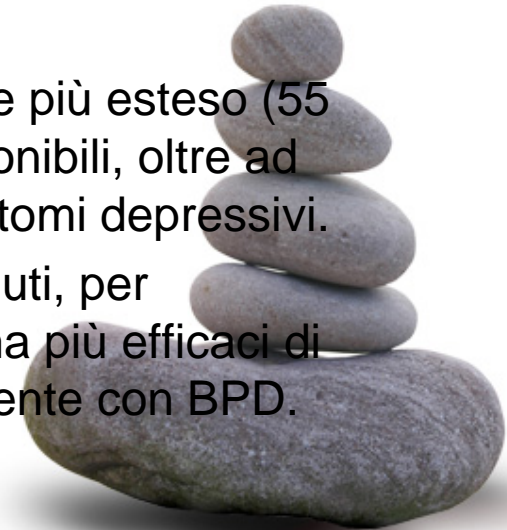 e più esteso (55
onibili, oltre ad
tomi depressivi.
uti, per
na più efficaci di
ente con BPD.